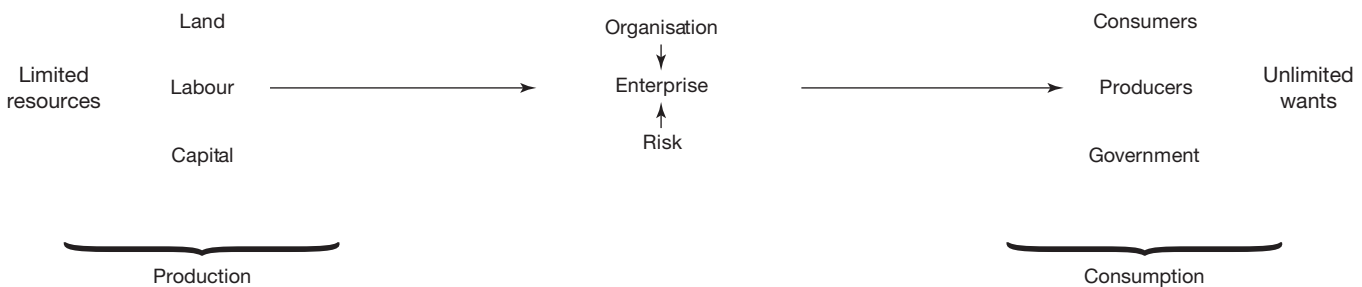 Land
Organisation
Consumers
Limited
resources
Labour
Enterprise
Producers
Unlimited
wants
Risk
Capital
Government
Production
Consumption